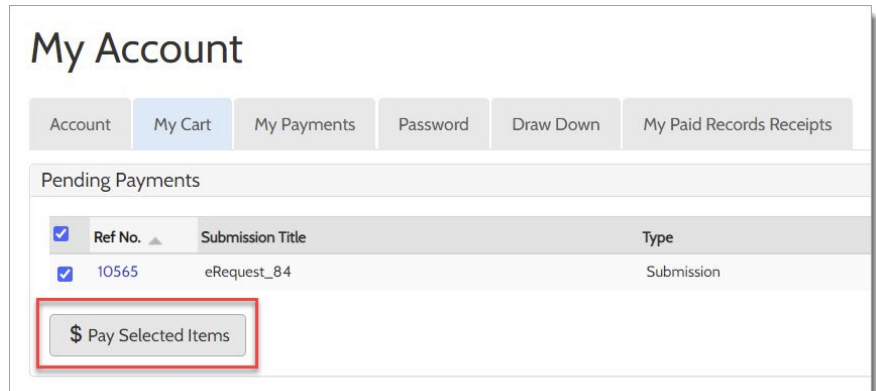 My Account
Account My Cart My Payments Password Draw Down My Paid Records Receipts
Pending Payments
Ref No. Submission Title Type
10565 eRequest_84 Submission
$ Pay Selected Items